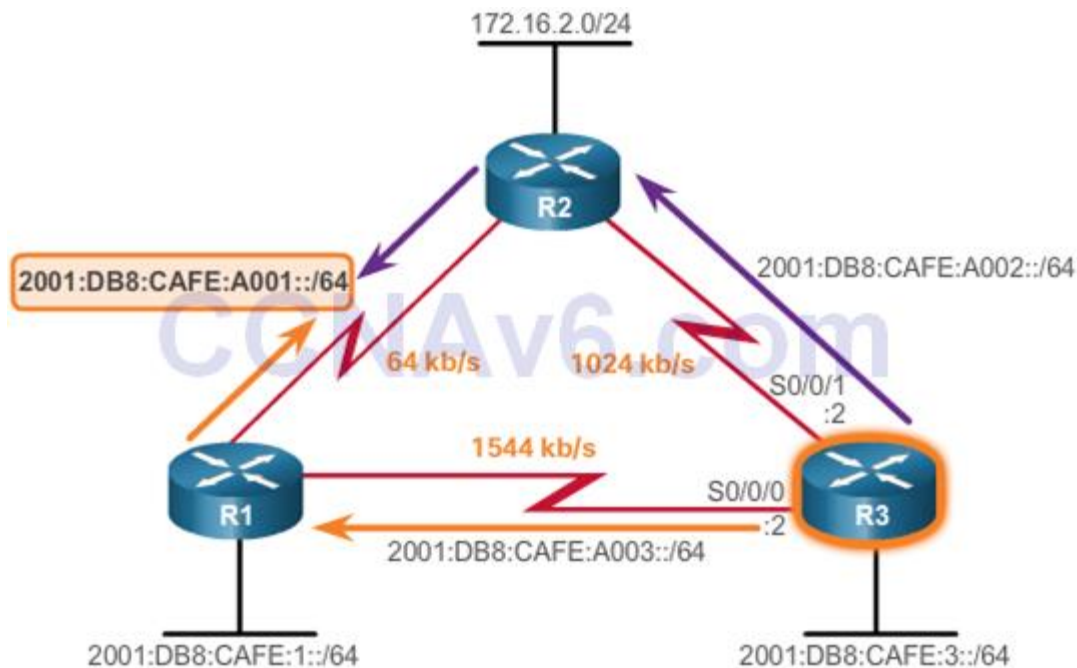 172.16.2.0/24
R2
2001:DB8:CAFE:A001::/64
2001:DB8:CAFE:A002::/64
CCNAv6.com
64 kb/s
1024 kb/s
S0/0/1
:2
1544 kb/s
R1
S0/0/0
:2
R3
2001:DB8:CAFE:A003::/64
2001:DB8:CAFE:1::/64
2001:DB8:CAFE:3::/64